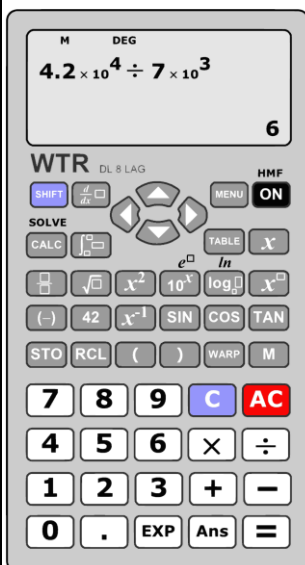 M DEG
4.2 × 10⁴ ÷ 7 × 10³
6
WTR DL 8 LAG
HMF
SHIFT d/dx□ MENU ON
SOLVE
CALC ∫□ TABLE x
e□ ln
√□ x² 10ˣ log□ x□
(−) 42 x⁻¹ SIN COS TAN
STO RCL ( ) WARP M
7 8 9 C AC
4 5 6 × ÷
1 2 3 + −
0 . EXP Ans =